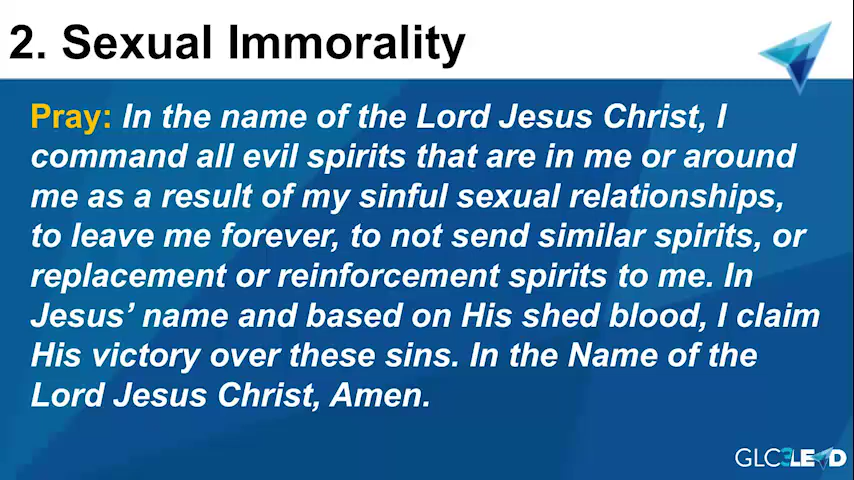 2. Sexual Immorality
Pray: In the name of the Lord Jesus Christ, I
command all evil spirits that are in me or around
me as a result of my sinful sexual relationships,
to leave me forever, to not send similar spirits, or
replacement or reinforcement spirits to me. In
Jesus’ name and based on His shed blood, I claim
His victory over these sins. In the Name of the
Lord Jesus Christ, Amen.
GLC3LEAD